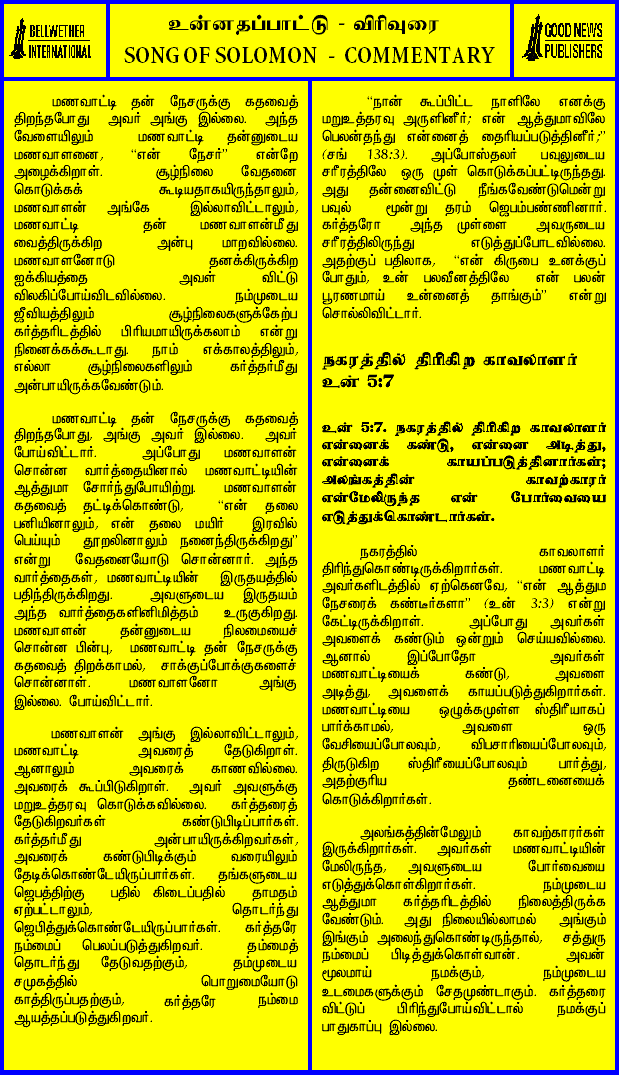 BELLWETHER
INTERNATIONAL
உன்னதப்பாட்டு - விரிவுரை
SONG OF SOLOMON - COMMENTARY
GOOD NEWS
PUBLISHERS
மணவாட்டி தன் நேசருக்கு கதவைத்
திறந்தபோது அவர் அங்கு இல்லை. அந்த
வேளையிலும் மணவாட்டி தன்னுடைய
மணவாளனை, “என் நேசர்” என்றே
அழைக்கிறாள். சூழ்நிலை வேதனை
கொடுக்கக் கூடியதாகயிருந்தாலும்,
மணவாளன் அங்கே இல்லாவிட்டாலும்,
மணவாட்டி தன் மணவாளன்மீது
வைத்திருக்கிற அன்பு மாறவில்லை.
மணவாளனோடு தனக்கிருக்கிற
ஐக்கியத்தை அவள் விட்டு
விலகிப்போய்விடவில்லை. நம்முடைய
ஜீவியத்திலும் சூழ்நிலைகளுக்கேற்ப
கர்த்தரிடத்தில் பிரியமாயிருக்கலாம் என்று
நினைக்கக்கூடாது. நாம் எக்காலத்திலும்,
எல்லா சூழ்நிலைகளிலும் கர்த்தர்மீது
அன்பாயிருக்கவேண்டும்.
மணவாட்டி தன் நேசருக்கு கதவைத்
திறந்தபோது, அங்கு அவர் இல்லை. அவர்
போய்விட்டார். அப்போது மணவாளன்
சொன்ன வார்த்தையினால் மணவாட்டியின்
ஆத்துமா சோர்ந்துபோயிற்று. மணவாளன்
கதவைத் தட்டிக்கொண்டு, “என் தலை
பனியினாலும், என் தலை மயிர் இரவில்
பெய்யும் தூறலினாலும் நனைந்திருக்கிறது”
என்று வேதனையோடு சொன்னார். அந்த
வார்த்தைகள், மணவாட்டியின் இருதயத்தில்
பதிந்திருக்கிறது. அவளுடைய இருதயம்
அந்த வார்த்தைகளினிமித்தம் உருகுகிறது.
மணவாளன் தன்னுடைய நிலமையைச்
சொன்ன பின்பு, மணவாட்டி தன் நேசருக்கு
கதவைத் திறக்காமல், சாக்குப்போக்குகளைச்
சொன்னாள். மணவாளனோ அங்கு
இல்லை. போய்விட்டார்.
மணவாளன் அங்கு இல்லாவிட்டாலும்,
மணவாட்டி அவரைத் தேடுகிறாள்.
ஆனாலும் அவரைக் காணவில்லை.
அவரைக் கூப்பிடுகிறாள். அவர் அவளுக்கு
மறுஉத்தரவு கொடுக்கவில்லை. கர்த்தரைத்
தேடுகிறவர்கள் கண்டுபிடிப்பார்கள்.
கர்த்தர்மீது அன்பாயிருக்கிறவர்கள்,
அவரைக் கண்டுபிடிக்கும் வரையிலும்
தேடிக்கொண்டேயிருப்பார்கள். தங்களுடைய
ஜெபத்திற்கு பதில் கிடைப்பதில் தாமதம்
ஏற்பட்டாலும், தொடர்ந்து
ஜெபித்துக்கொண்டேயிருப்பார்கள். கர்த்தரே
நம்மைப் பெலப்படுத்துகிறவர். தம்மைத்
தொடர்ந்து தேடுவதற்கும், தம்முடைய
சமுகத்தில் பொறுமையோடு
காத்திருப்பதற்கும், கர்த்தரே நம்மை
ஆயத்தப்படுத்துகிறவர்.
“நான் கூப்பிட்ட நாளிலே எனக்கு
மறுஉத்தரவு அருளினீர்; என் ஆத்துமாவிலே
பெலன்தந்து என்னைத் தைரியப்படுத்தினீர்;”
(சங் 138:3). அப்போஸ்தலர் பவுலுடைய
சரீரத்திலே ஒரு முள் கொடுக்கப்பட்டிருந்தது.
அது தன்னைவிட்டு நீங்கவேண்டுமென்று
பவுல் மூன்று தரம் ஜெபம்பண்ணினார்.
கர்த்தரோ அந்த முள்ளை அவருடைய
சரீரத்திலிருந்து எடுத்துப்போடவில்லை.
அதற்குப் பதிலாக, “என் கிருபை உனக்குப்
போதும், உன் பலவீனத்திலே என் பலன்
பூரணமாய் உன்னைத் தாங்கும்” என்று
சொல்லிவிட்டார்.
நகரத்தில் திரிகிற காவலாளர்
உன் 5:7
உன் 5:7. நகரத்தில் திரிகிற காவலாளர்
என்னைக் கண்டு, என்னை அடித்து,
என்னைக் காயப்படுத்தினார்கள்;
அலங்கத்தின் காவற்காரர்
என்மேலிருந்த என் போர்வையை
எடுத்துக்கொண்டார்கள்.
நகரத்தில் காவலாளர்
திரிந்துகொண்டிருக்கிறார்கள். மணவாட்டி
அவர்களிடத்தில் ஏற்கெனவே, “என் ஆத்தும
நேசரைக் கண்டீர்களா” (உன் 3:3) என்று
கேட்டிருக்கிறாள். அப்போது அவர்கள்
அவளைக் கண்டும் ஒன்றும் செய்யவில்லை.
ஆனால் இப்போதோ அவர்கள்
மணவாட்டியைக் கண்டு, அவளை
அடித்து, அவளைக் காயப்படுத்துகிறார்கள்.
மணவாட்டியை ஒழுக்கமுள்ள ஸ்திரீயாகப்
பார்க்காமல், அவளை ஒரு
வேசியைப்போலவும், விபசாரியைப்போலவும்,
திருடுகிற ஸ்திரீயைப்போலவும் பார்த்து,
அதற்குரிய தண்டனையைக்
கொடுக்கிறார்கள்.
அலங்கத்தின்மேலும் காவற்காரர்கள்
இருக்கிறார்கள். அவர்கள் மணவாட்டியின்
மேலிருந்த, அவளுடைய போர்வையை
எடுத்துக்கொள்கிறார்கள். நம்முடைய
ஆத்துமா கர்த்தரிடத்தில் நிலைத்திருக்க
வேண்டும். அது நிலையில்லாமல் அங்கும்
இங்கும் அலைந்துகொண்டிருந்தால், சத்துரு
நம்மைப் பிடித்துக்கொள்வான். அவன்
மூலமாய் நமக்கும், நம்முடைய
உடமைகளுக்கும் சேதமுண்டாகும். கர்த்தரை
விட்டுப் பிரிந்துபோய்விட்டால் நமக்குப்
பாதுகாப்பு இல்லை.